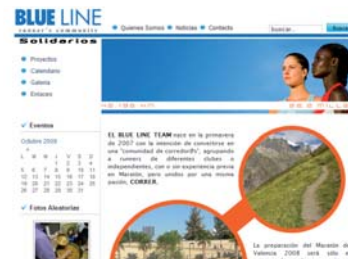 BLUE LINE
runner's community
Quienes Somos
Noticias
Contacto
buscar...
Solidarios
Proyectos
Calendario
Galeria
Enlaces
Eventos
Octubre 2008
L M M J V S D
1 2 3 4 5
6 7 8 9 10 11 12
13 14 15 16 17 18 19
20 21 22 23 24 25 26
27 28 29 30 31
Fotos Aleatorias
EL BLUE LINE TEAM nace en la primavera
de 2007 con la intención de convertirse en
una "comunidad de corredor@s", agrupando
a runners de diferentes clubes o
independientes, con o sin experiencia previa
en Maratón, pero unidos por una misma
pasión, CORRER.
La preparación del Maratón de
Valencia 2008 será sólo el